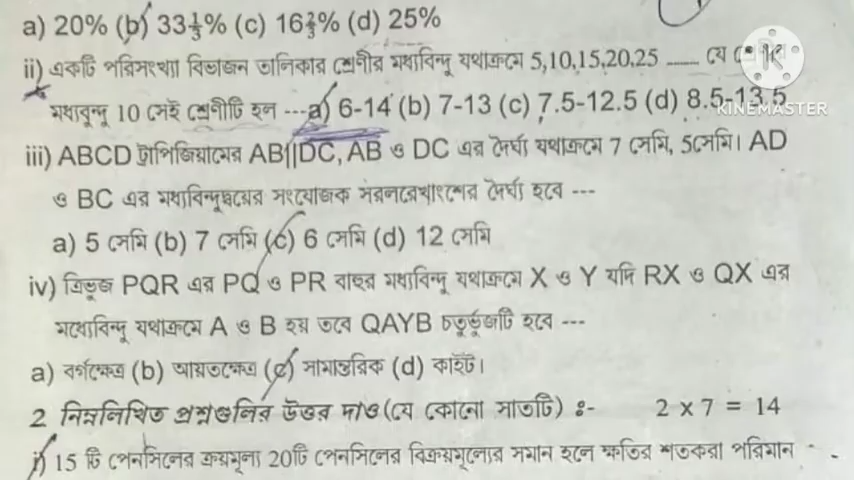 a) 20% (b) 33⅓% (c) 16⅔% (d) 25%
ii) একটি পরিসংখ্যা বিভাজন তালিকার শ্রেণীর মধ্যবিন্দু যথাক্রমে 5,10,15,20,25 ...... যে
মধ্যবুন্দু 10 সেই শ্রেণীটি হল ---a) 6-14 (b) 7-13 (c) 7.5-12.5 (d) 8.5-13.5
KINEMASTER
iii) ABCD ট্রাপিজিয়ামের AB||DC, AB ও DC এর দৈর্ঘ্য যথাক্রমে 7 সেমি, 5সেমি। AD
ও BC এর মধ্যবিন্দুদ্বয়ের সংযোজক সরলরেখাংশের দৈর্ঘ্য হবে ---
a) 5 সেমি (b) 7 সেমি (c) 6 সেমি (d) 12 সেমি
iv) ত্রিভুজ PQR এর PQ ও PR বাহুর মধ্যবিন্দু যথাক্রমে X ও Y যদি RX ও QX এর
মধ্যেবিন্দু যথাক্রমে A ও B হয় তবে QAYB চতুর্ভূজটি হবে ---
a) বর্গক্ষেত্র (b) আয়তক্ষেত্র (c) সামান্তরিক (d) কাইট।
2 নিম্নলিখিত প্রশ্নগুলির উত্তর দাও (যে কোনো সাতটি) ঃ- 2 x 7 = 14
i) 15 টি পেনসিলের ক্রয়মূল্য 20টি পেনসিলের বিক্রয়মূল্যের সমান হলে ক্ষতির শতকরা পরিমান